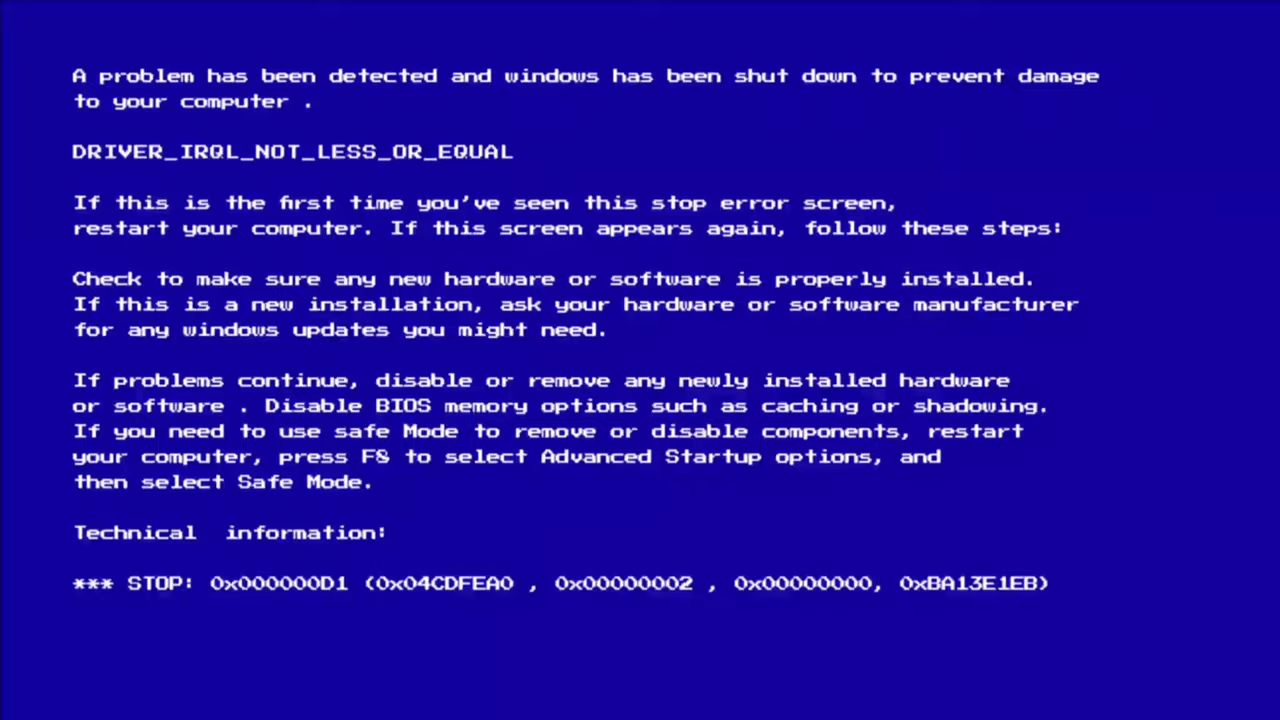 A problem has been detected and windows has been shut down to prevent damage
to your computer .
DRIVER_IRQL_NOT_LESS_OR_EQUAL
If this is the first time you've seen this stop error screen,
restart your computer. If this screen appears again, follow these steps:
Check to make sure any new hardware or software is properly installed.
If this is a new installation, ask your hardware or software manufacturer
for any windows updates you might need.
If problems continue, disable or remove any newly installed hardware
or software . Disable BIOS memory options such as caching or shadowing.
If you need to use safe Mode to remove or disable components, restart
your computer, press F8 to select Advanced Startup options, and
then select Safe Mode.
Technical information:
*** STOP: 0x000000D1 (0x04CDFEA0 , 0x00000002 , 0x00000000, 0xBA13E1EB)